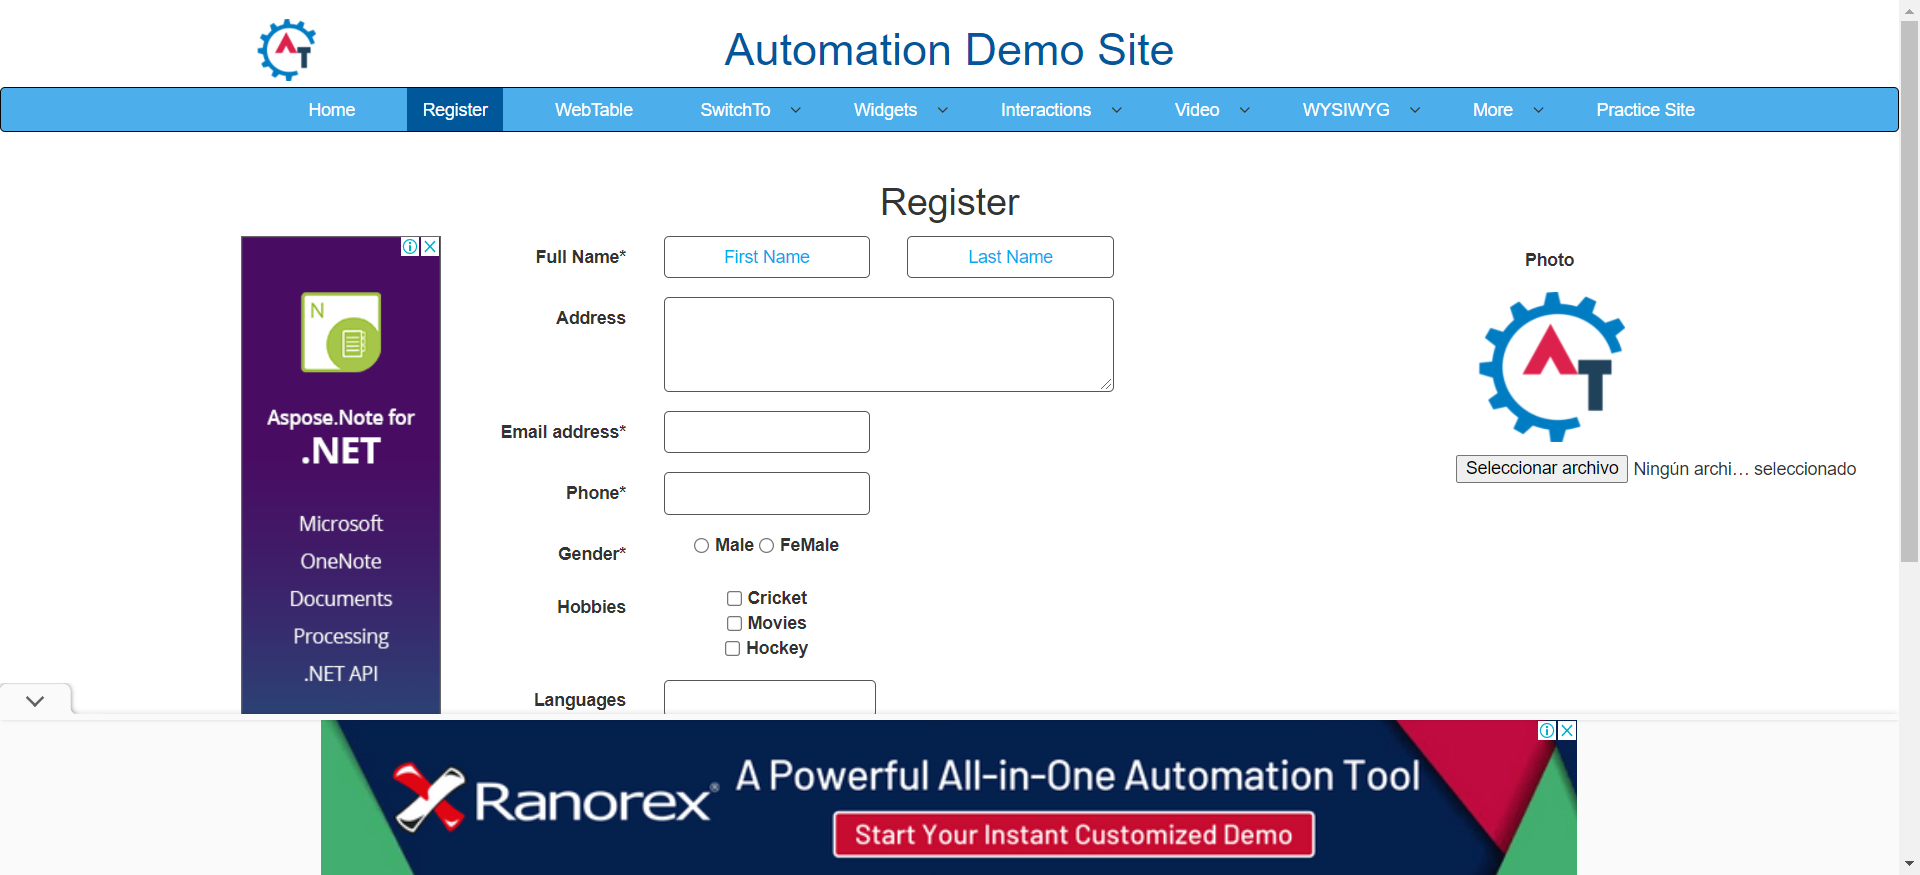 AT
Automation Demo Site
Home Register WebTable SwitchTo Widgets Interactions Video WYSIWYG More Practice Site
Register
Full Name* First Name Last Name
Address
Email address*
Phone*
Gender* Male FeMale
Hobbies Cricket
Movies
Hockey
Languages
Photo
AT
Seleccionar archivo Ningún archi… seleccionado
N
Aspose.Note for
.NET
Microsoft
OneNote
Documents
Processing
.NET API
Ranorex®
A Powerful All-in-One Automation Tool
Start Your Instant Customized Demo